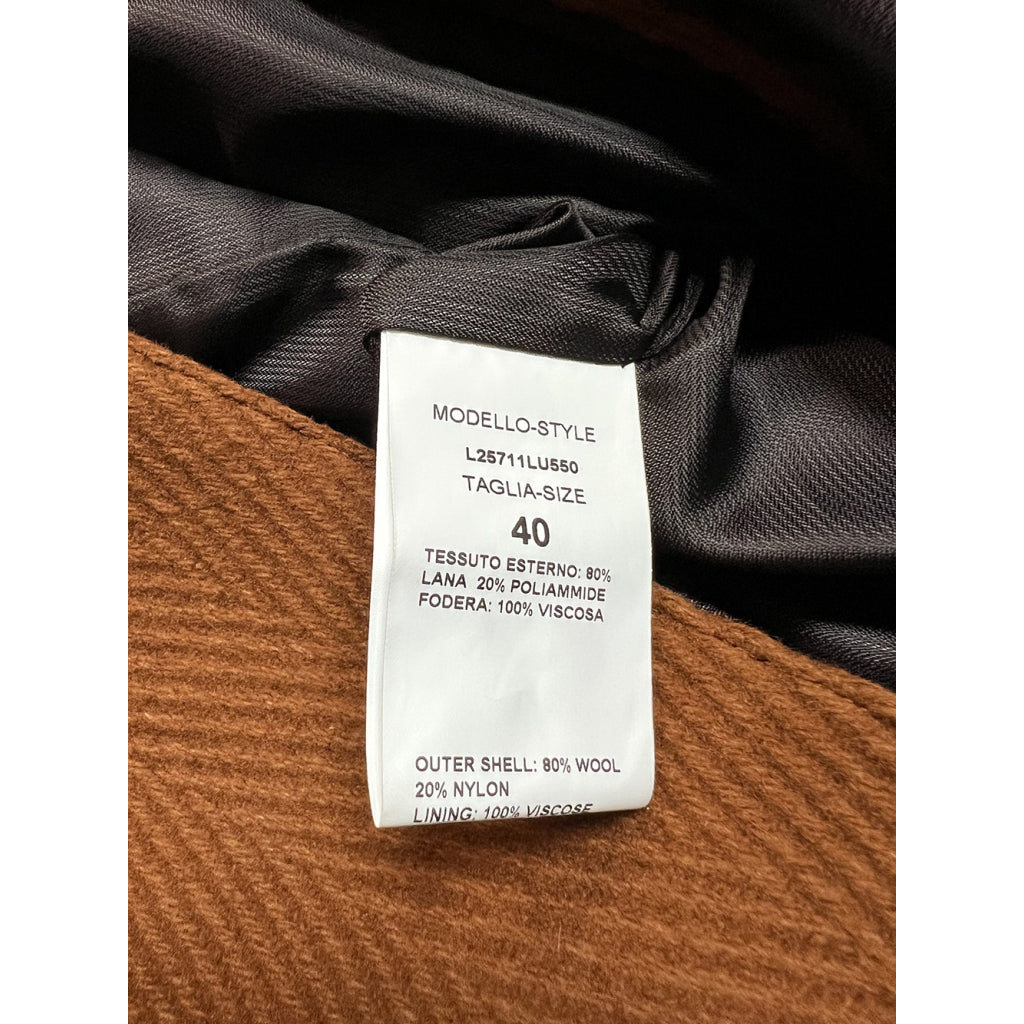 MODELLO-STYLE
L25711LU550
TAGLIA-SIZE
40
TESSUTO ESTERNO: 80%
LANA 20% POLIAMMIDE
FODERA: 100% VISCOSA
OUTER SHELL: 80% WOOL
20% NYLON
LINING: 100% VISCOSE